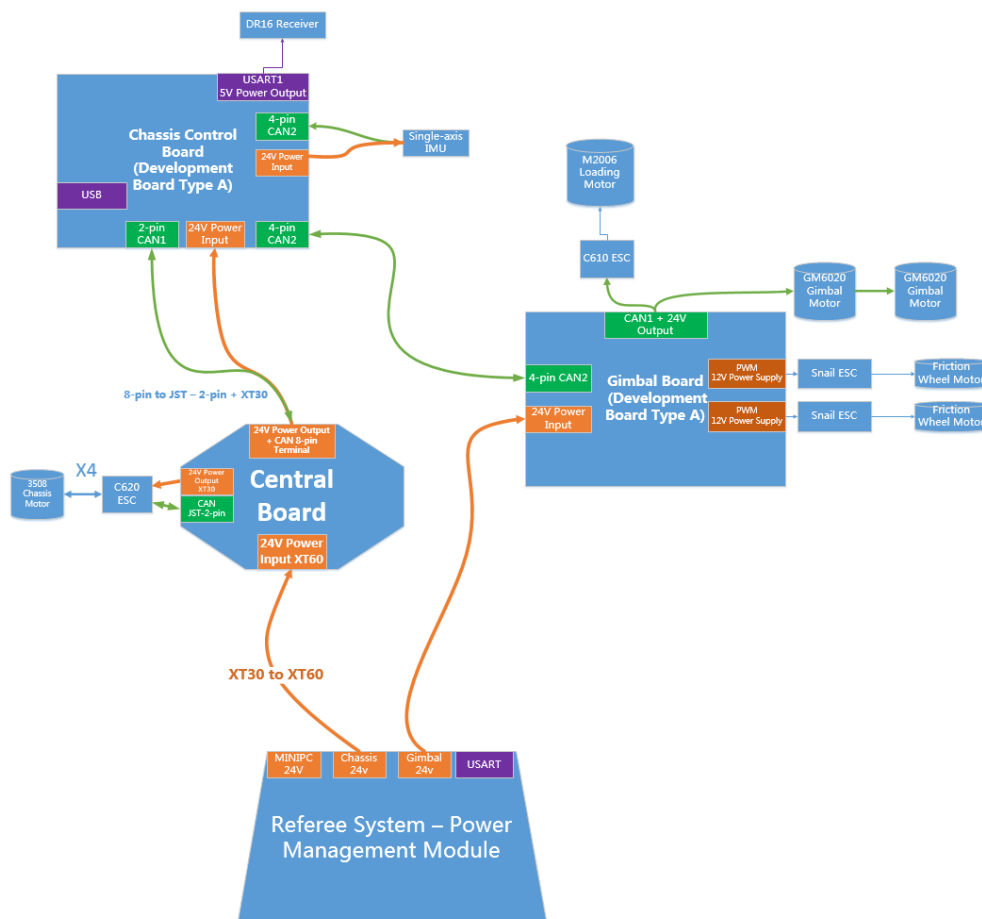 DR16 Receiver
USART1
5V Power Output
4-pin
CAN2
Chassis Control
Board
(Development
Board Type A)
24V Power
Input
Single-axis
IMU
USB
2-pin
CAN1
24V Power
Input
4-pin
CAN2
M2006
Loading
Motor
C610 ESC
GM6020
Gimbal
Motor
GM6020
Gimbal
Motor
CAN1 + 24V
Output
4-pin CAN2
Gimbal Board
(Development
Board Type A)
24V Power
Input
PWM
12V Power Supply
Snail ESC
Friction
Wheel Motor
PWM
12V Power Supply
Snail ESC
Friction
Wheel Motor
8-pin to JST – 2-pin + XT30
24V Power Output
+ CAN 8-pin
Terminal
Central
Board
X4
3508
Chassis
Motor
C620
ESC
24V Power
Output
XT30
CAN
JST-2-pin
24V Power
Input XT60
XT30 to XT60
MINIPC
24V
Chassis
24v
Gimbal
24v
USART
Referee System – Power
Management Module